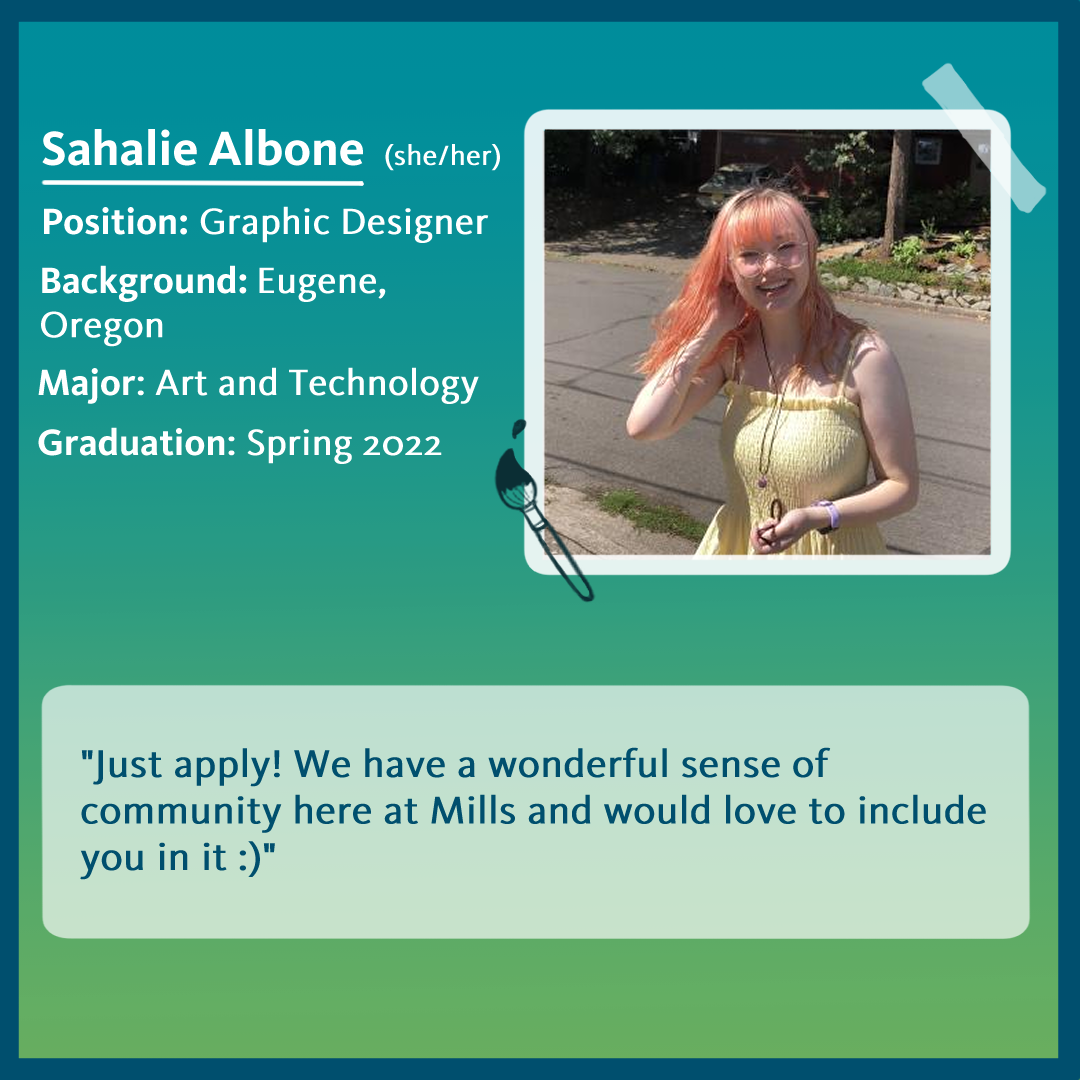 Sahalie Albone (she/her)
Position: Graphic Designer
Background: Eugene,
Oregon
Major: Art and Technology
Graduation: Spring 2022
"Just apply! We have a wonderful sense of
community here at Mills and would love to include
you in it :)"